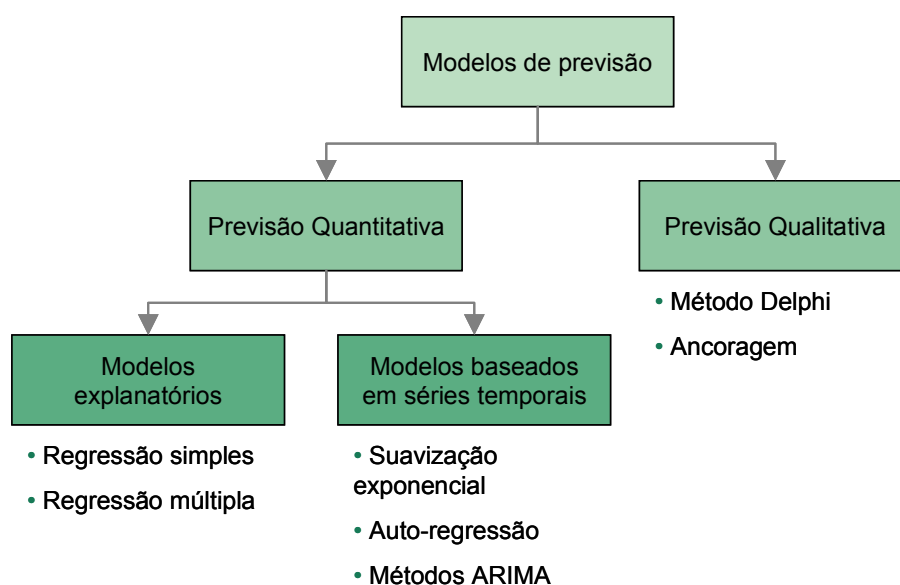 Modelos de previsão
Previsão Quantitativa
Previsão Qualitativa
• Método Delphi
• Ancoragem
Modelos
explanatórios
• Regressão simples
• Regressão múltipla
Modelos baseados
em séries temporais
• Suavização
exponencial
• Auto-regressão
• Métodos ARIMA